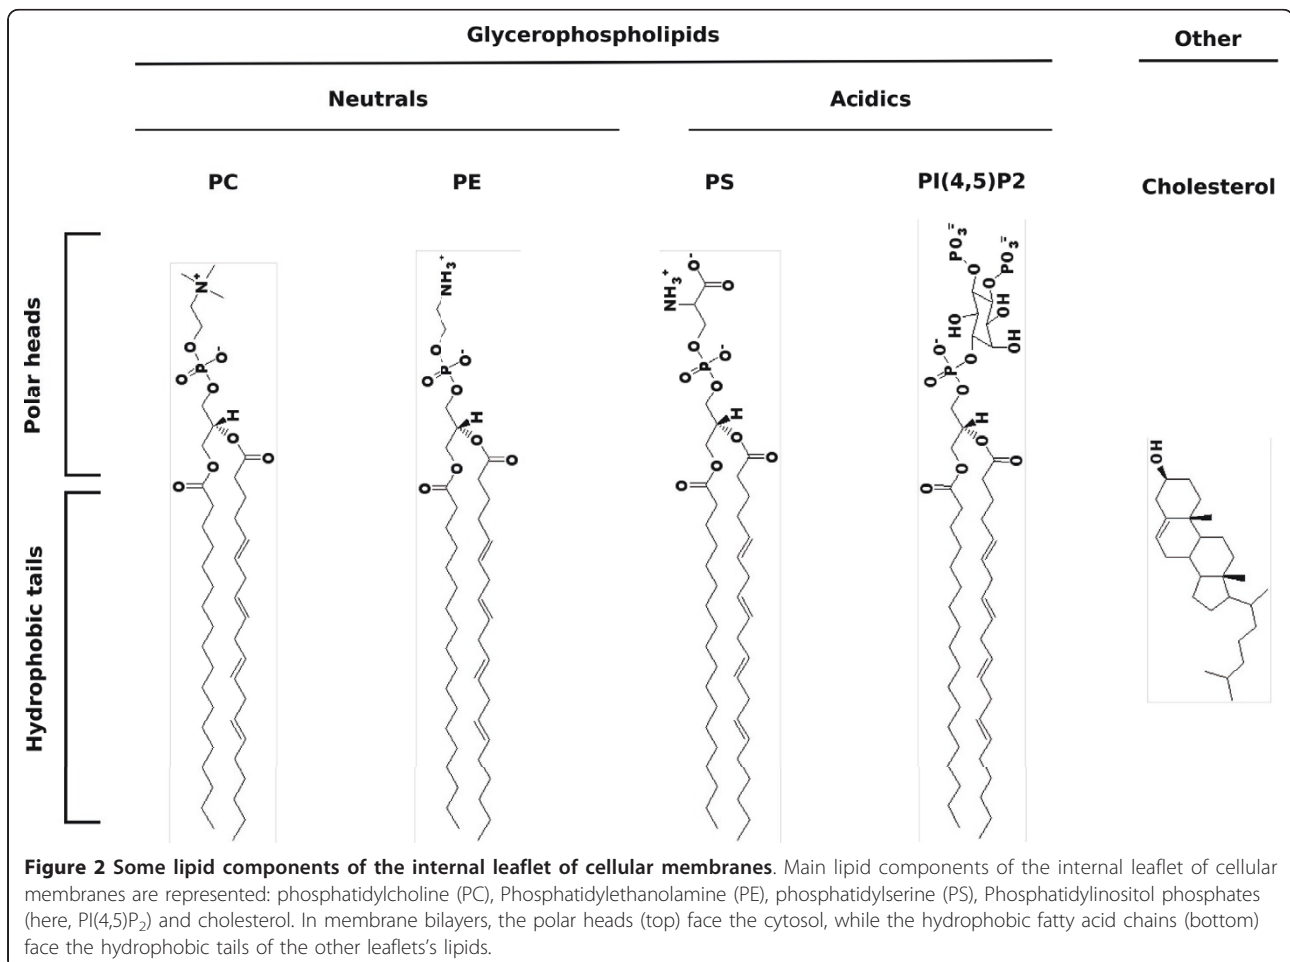 Glycerophospholipids
Other
Neutrals
Acidics
PC
PE
PS
PI(4,5)P2
Cholesterol
Polar heads
Hydrophobic tails
N+
O
O-
P
O
O
H
O
O
O
O
NH3+
O
O-
P
O
O
H
O
O
O
O
O-
NH3+
O
O
O-
P
O
O
H
O
O
O
O
PO3=
PO3=
O
O
OH
HO
OH
O-
O
P
O
O
H
O
O
O
O
OH
Figure 2 Some lipid components of the internal leaflet of cellular membranes. Main lipid components of the internal leaflet of cellular
membranes are represented: phosphatidylcholine (PC), Phosphatidylethanolamine (PE), phosphatidylserine (PS), Phosphatidylinositol phosphates
(here, PI(4,5)P2) and cholesterol. In membrane bilayers, the polar heads (top) face the cytosol, while the hydrophobic fatty acid chains (bottom)
face the hydrophobic tails of the other leaflets's lipids.